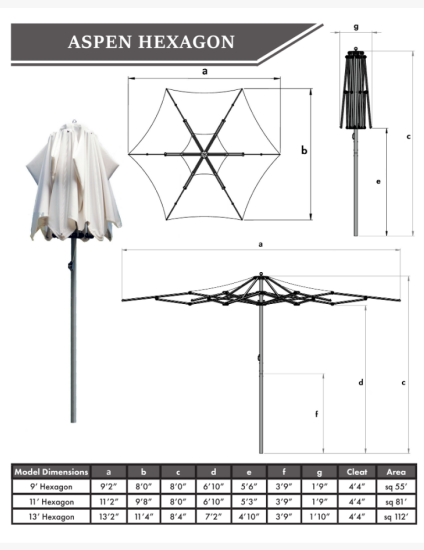 ASPEN HEXAGON
g
a
b
c
e
a
d
c
f
Model Dimensions a b c d e f g Cleat Area
9' Hexagon 9'2" 8'0" 8'0" 6'10" 5'6" 3'9" 1'9" 4'4" sq 55'
11' Hexagon 11'2" 9'8" 8'0" 6'10" 5'3" 3'9" 1'9" 4'4" sq 81'
13' Hexagon 13'2" 11'4" 8'4" 7'2" 4'10" 3'9" 1'10" 4'4" sq 112'